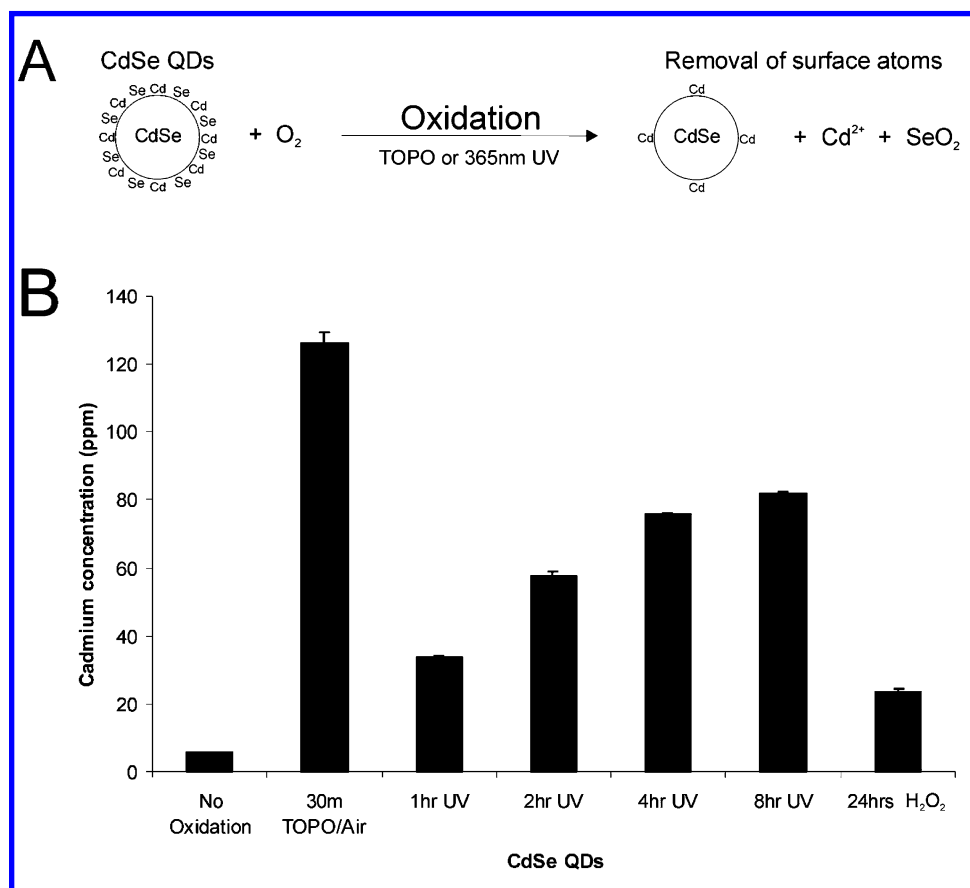 A
CdSe QDs
Removal of surface atoms
Se Cd Se Cd Se Cd Se Cd Se Cd Se Cd Se Cd Se Cd
CdSe
+ O₂
Oxidation
TOPO or 365nm UV
Cd Cd Cd Cd
CdSe
+ Cd²⁺ + SeO₂
B
Cadmium concentration (ppm)
140
120
100
80
60
40
20
0
No Oxidation
30m TOPO/Air
1hr UV
2hr UV
4hr UV
8hr UV
24hrs H₂O₂
CdSe QDs